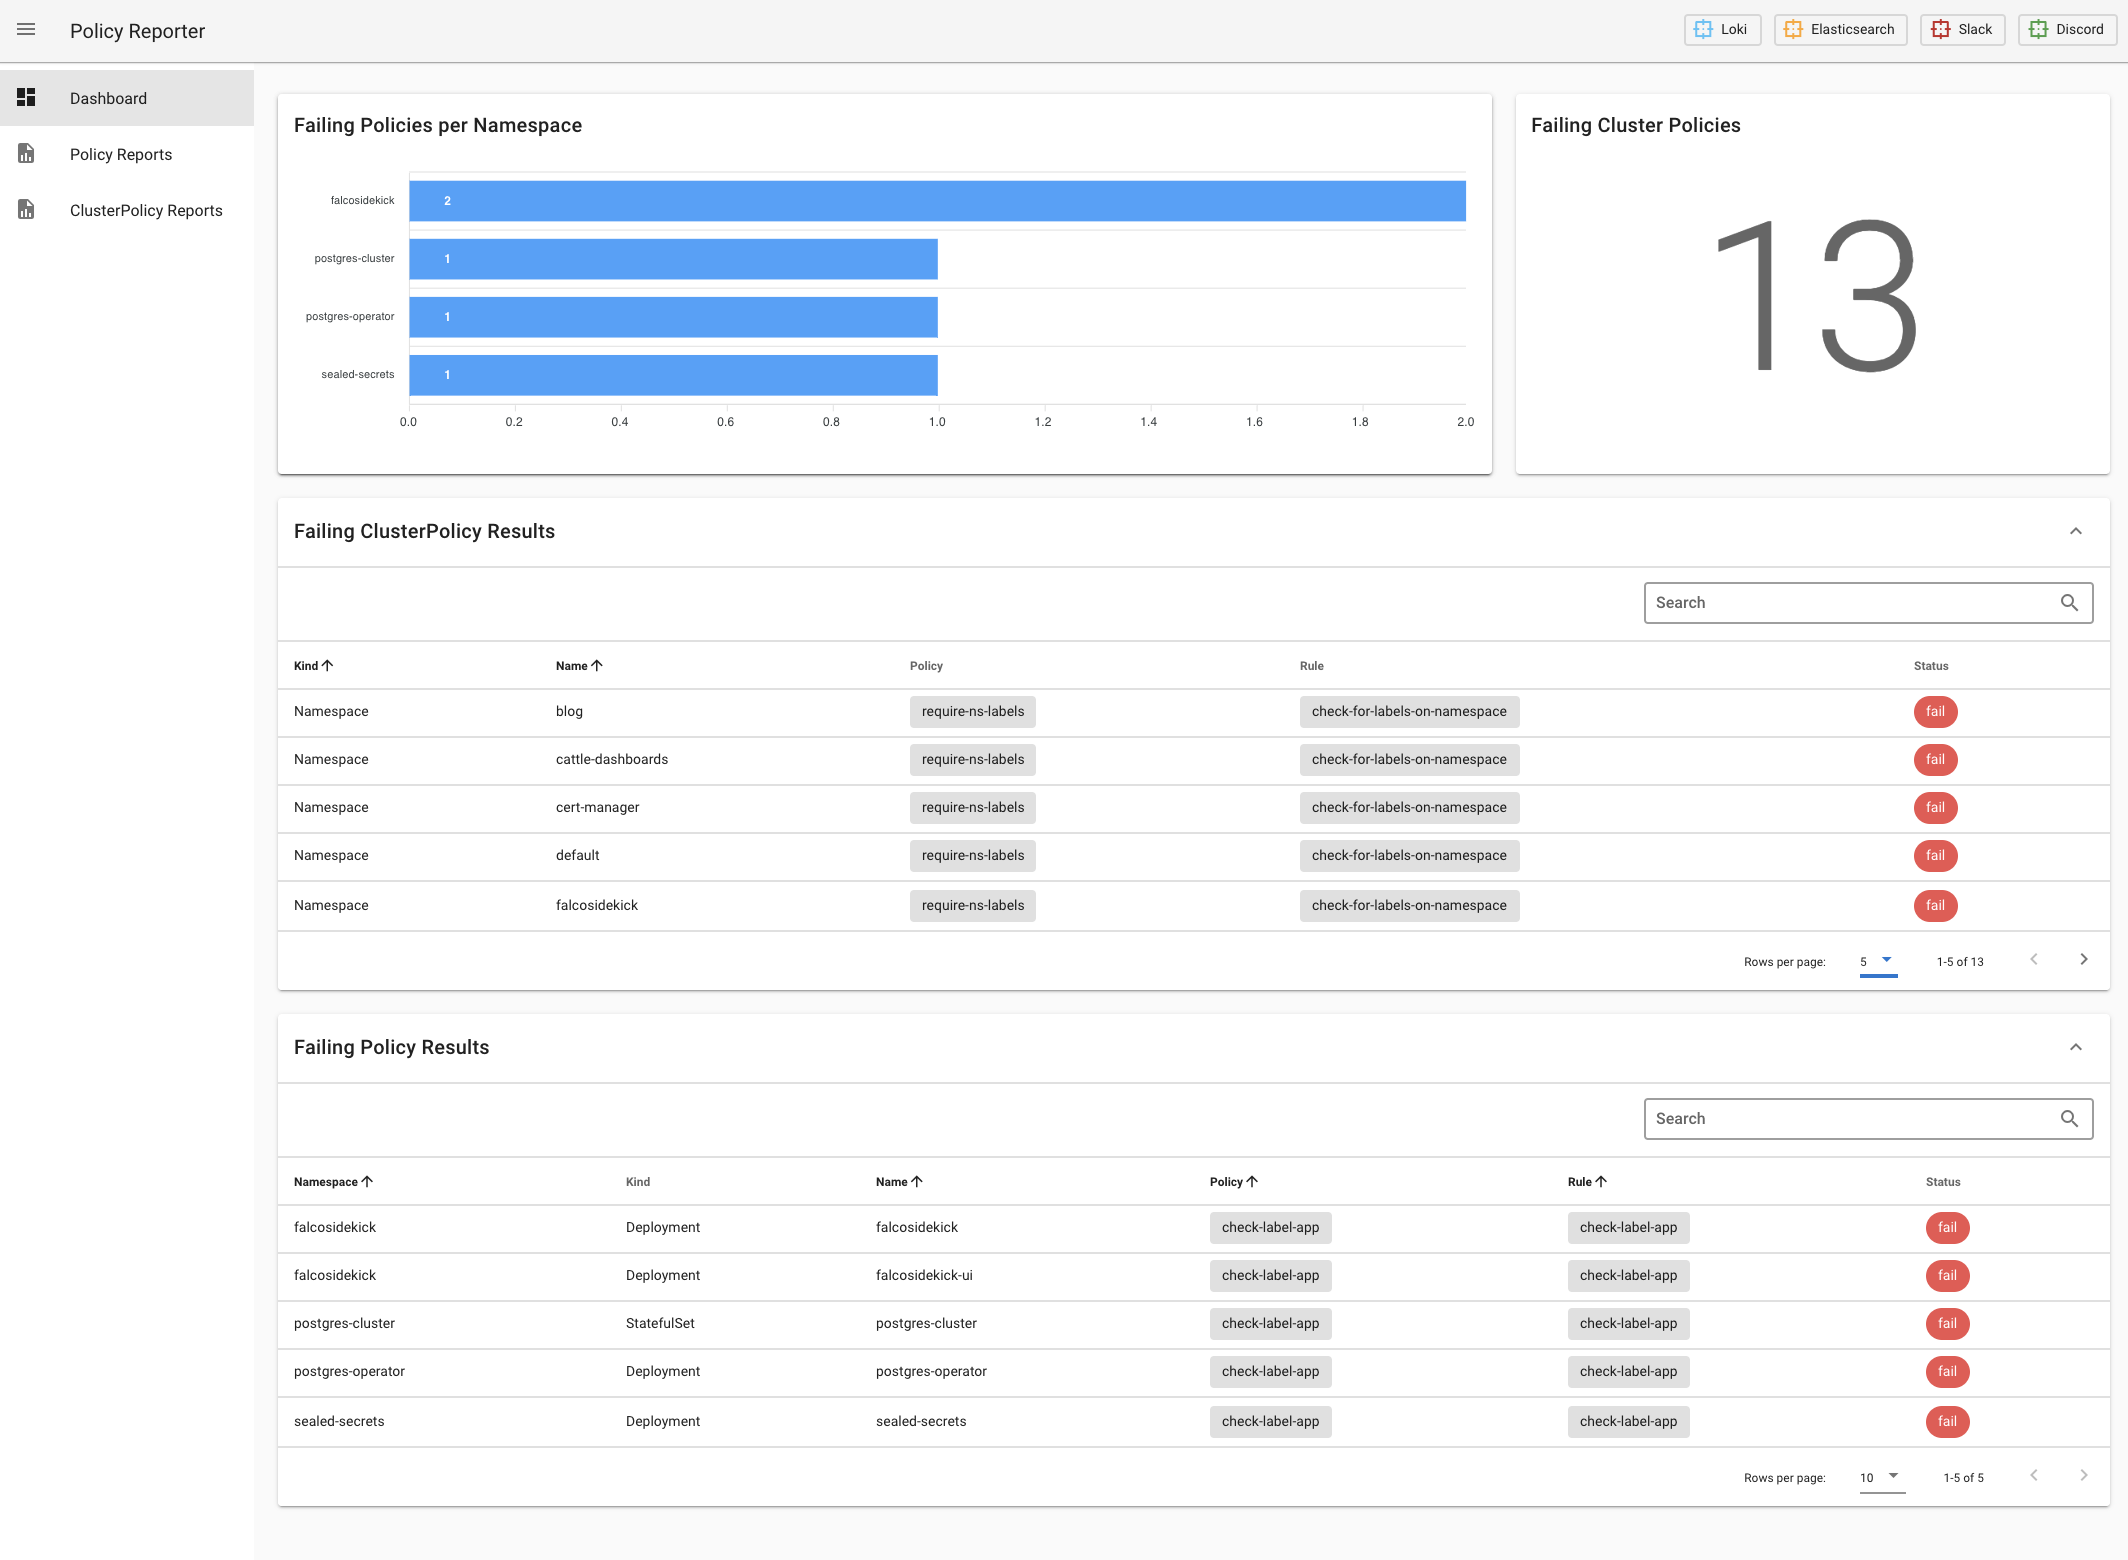 Policy Reporter
Loki
Elasticsearch
Slack
Discord
Dashboard
Policy Reports
ClusterPolicy Reports
Failing Policies per Namespace
falcosidekick 2
postgres-cluster 1
postgres-operator 1
sealed-secrets 1
0.0 0.2 0.4 0.6 0.8 1.0 1.2 1.4 1.6 1.8 2.0
Failing Cluster Policies
13
Failing ClusterPolicy Results
Search
Kind Name Policy Rule Status
Namespace blog require-ns-labels check-for-labels-on-namespace fail
Namespace cattle-dashboards require-ns-labels check-for-labels-on-namespace fail
Namespace cert-manager require-ns-labels check-for-labels-on-namespace fail
Namespace default require-ns-labels check-for-labels-on-namespace fail
Namespace falcosidekick require-ns-labels check-for-labels-on-namespace fail
Rows per page: 5 1-5 of 13
Failing Policy Results
Search
Namespace Kind Name Policy Rule Status
falcosidekick Deployment falcosidekick check-label-app check-label-app fail
falcosidekick Deployment falcosidekick-ui check-label-app check-label-app fail
postgres-cluster StatefulSet postgres-cluster check-label-app check-label-app fail
postgres-operator Deployment postgres-operator check-label-app check-label-app fail
sealed-secrets Deployment sealed-secrets check-label-app check-label-app fail
Rows per page: 10 1-5 of 5